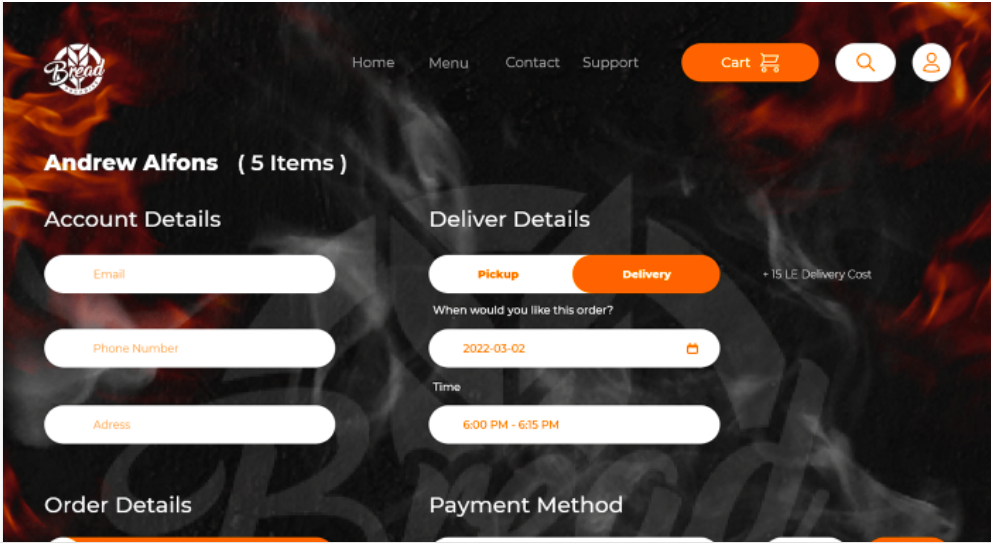 Bread
Home Menu Contact Support Cart
Andrew Alfons ( 5 Items )
Account Details
Email
Phone Number
Adress
Deliver Details
Pickup Delivery + 15 LE Delivery Cost
When would you like this order?
2022-03-02
Time
6:00 PM - 6:15 PM
Order Details
Payment Method
Bread